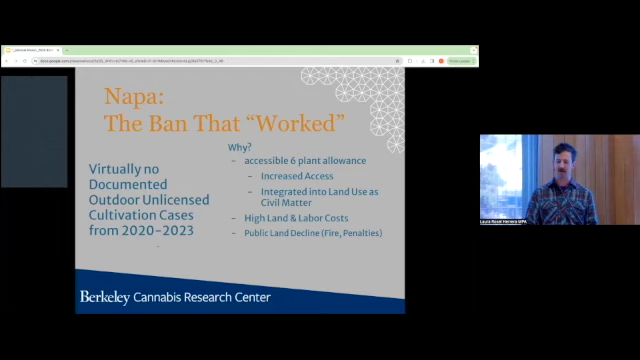 Napa:
The Ban That “Worked”
Virtually no
Documented
Outdoor Unlicensed
Cultivation Cases
from 2020-2023
Why?
- accessible 6 plant allowance
- Increased Access
- Integrated into Land Use as
Civil Matter
- High Land & Labor Costs
- Public Land Decline (Fire, Penalties)
Berkeley Cannabis Research Center